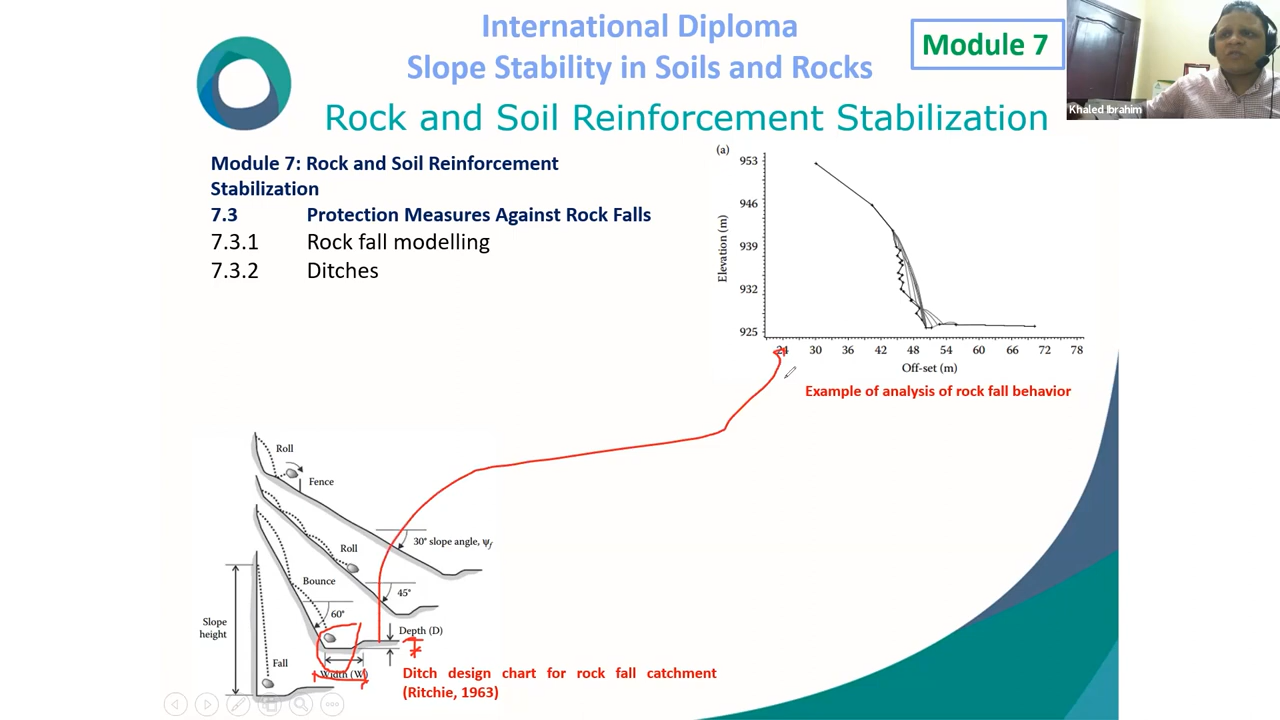 International Diploma
Slope Stability in Soils and Rocks
Module 7
Khaled Ibrahim
Rock and Soil Reinforcement Stabilization
Module 7: Rock and Soil Reinforcement
Stabilization
7.3 Protection Measures Against Rock Falls
7.3.1 Rock fall modelling
7.3.2 Ditches
(a)
953
946
939
932
925
Elevation (m)
24 30 36 42 48 54 60 66 72 78
Off-set (m)
Example of analysis of rock fall behavior
Roll
Fence
30° slope angle, ψf
Roll
Bounce
45°
60°
Slope
height
Depth (D)
Fall
Width (W)
Ditch design chart for rock fall catchment
(Ritchie, 1963)